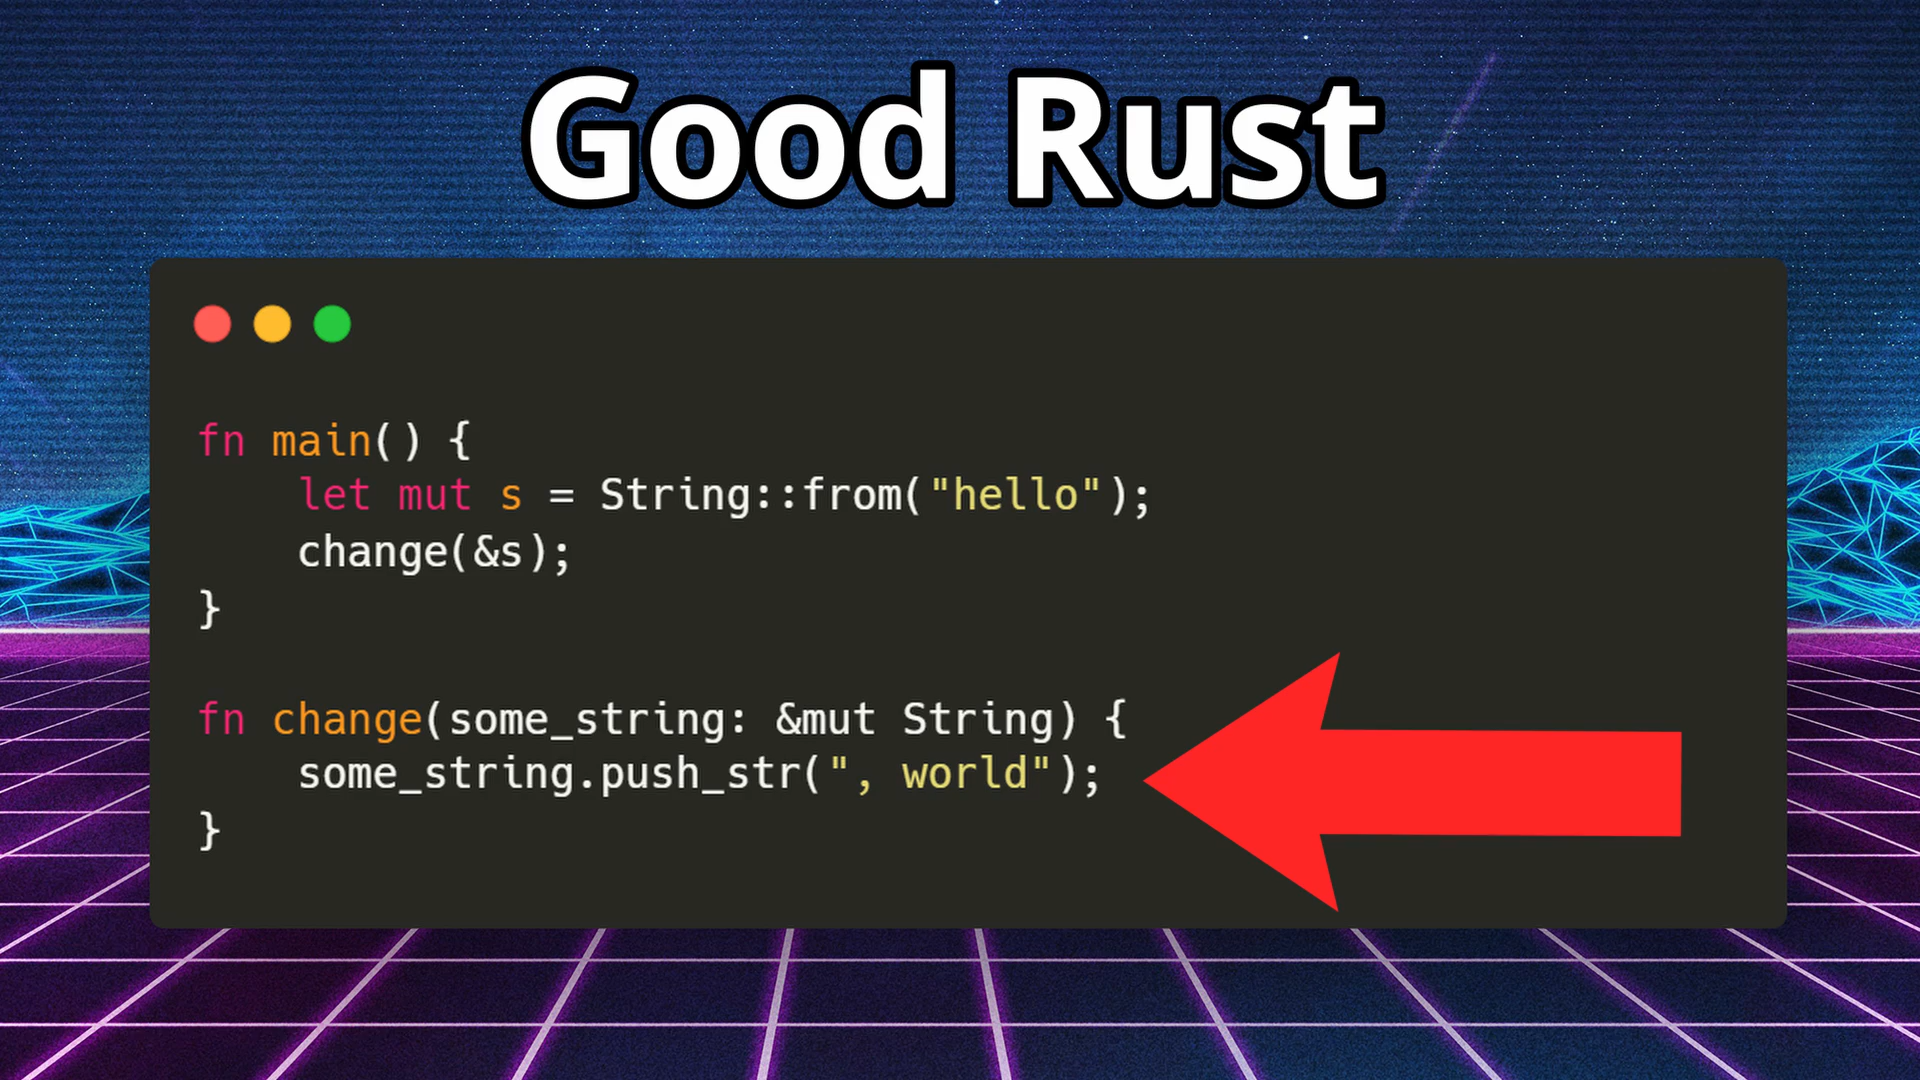 Good Rust
fn main() {
    let mut s = String::from("hello");
    change(&s);
}
fn change(some_string: &mut String) {
    some_string.push_str(", world");
}